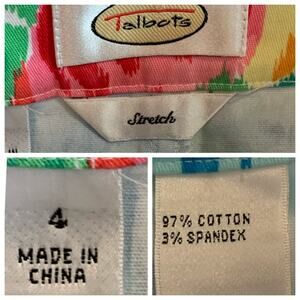 Talbots
Stretch
4
MADE IN
CHINA
97% COTTON
3% SPANDEX